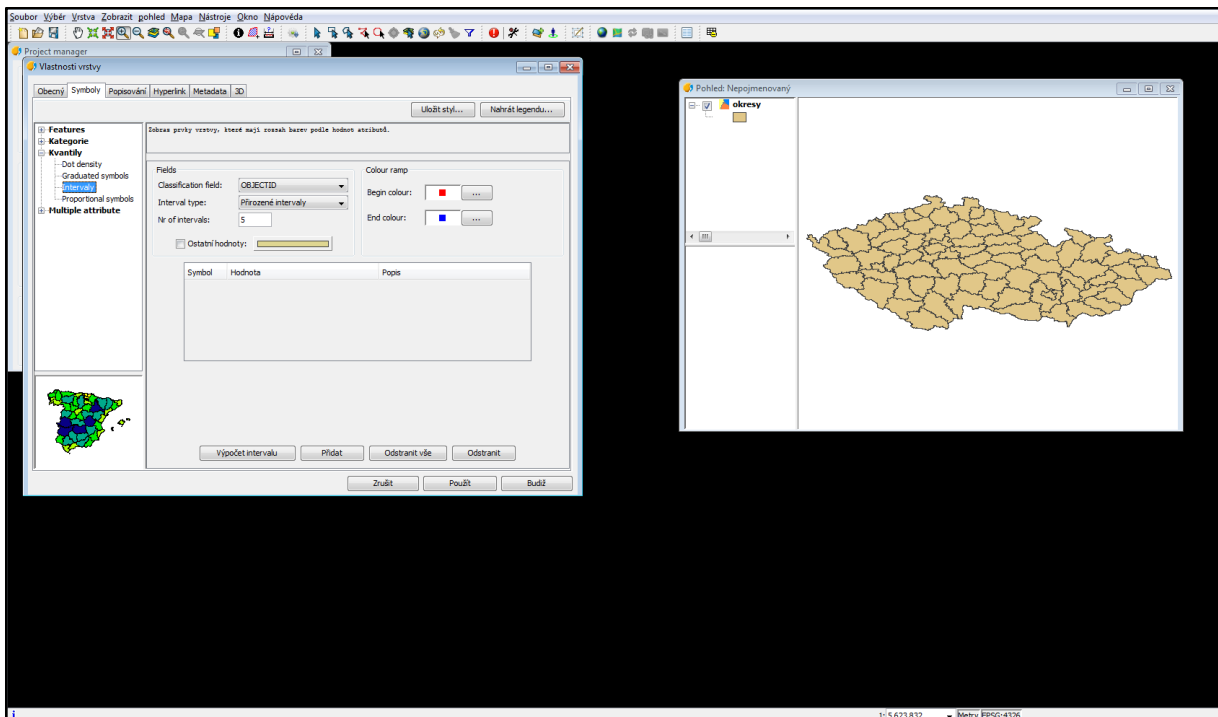 Soubor Výběr Vrstva Zobrazit pohled Mapa Nástroje Okno Nápověda
Project manager
Vlastnosti vrstvy
Obecný Symboly Popisování Hyperlink Metadata 3D
Uložit styl... Nahrát legendu...
Features
Kategorie
Kvantily
Dot density
Graduated symbols
Intervaly
Proportional symbols
Multiple attribute
Zobraz prvky vrstvy, které mají rozsah barev podle hodnot atributů.
Fields
Classification field: OBJECTID
Interval type: Přirozené intervaly
Nr of intervals: 5
Ostatní hodnoty:
Colour ramp
Begin colour: ...
End colour: ...
Symbol Hodnota Popis
Výpočet intervalu Přidat Odstranit vše Odstranit
Zrušit Použít Budiž
Pohled: Nepojmenovaný
okresy
1: 5 623 832 Metry EPSG:4326